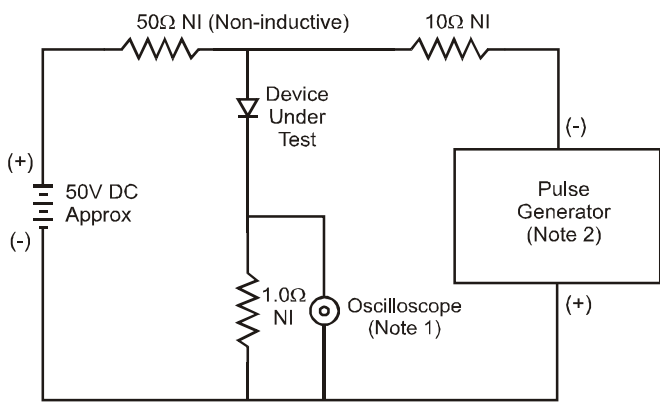 50Ω NI (Non-inductive)
10Ω NI
Device
Under
Test
(-)
(+)
50V DC
Approx
(-)
Pulse
Generator
(Note 2)
1.0Ω
NI
Oscilloscope
(Note 1)
(+)